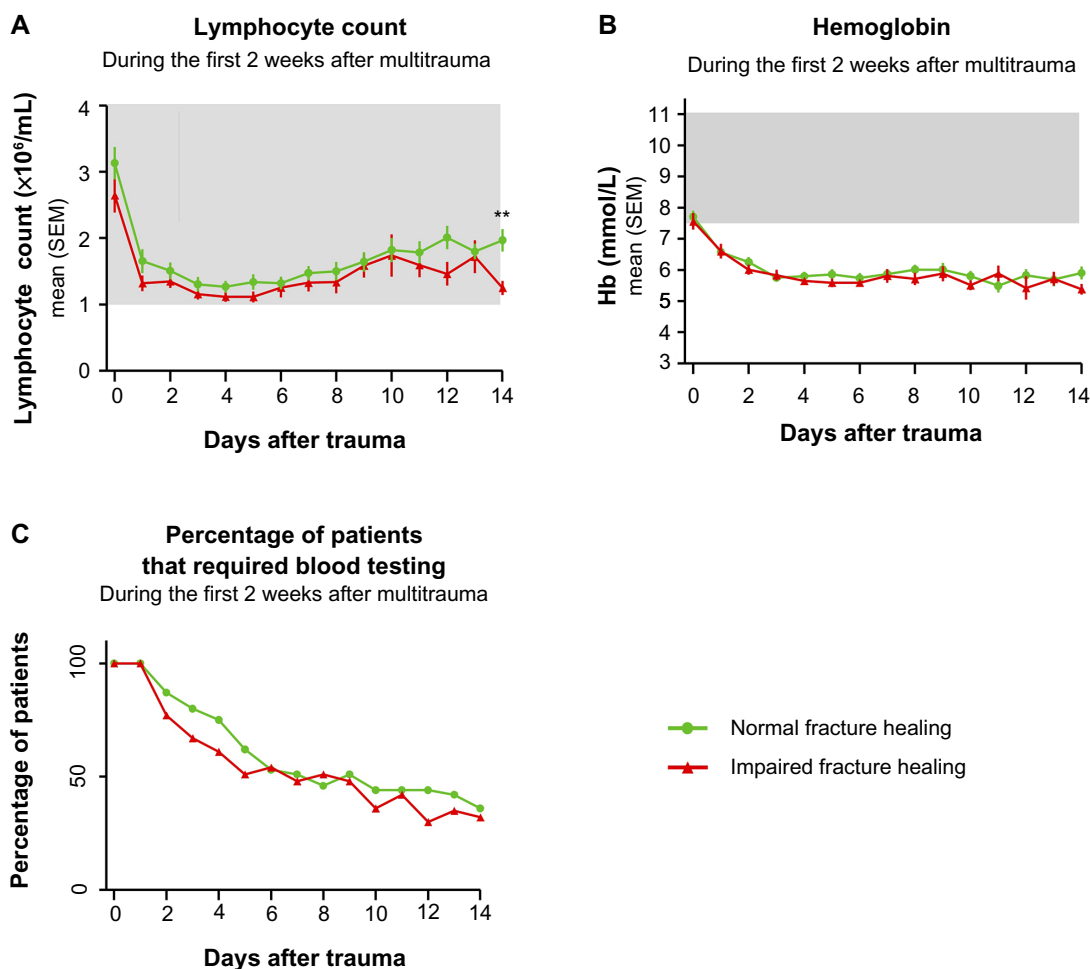 A
Lymphocyte count
During the first 2 weeks after multitrauma
Lymphocyte count (×10⁶/mL)
mean (SEM)
4
3
2
1
0
**
0 2 4 6 8 10 12 14
Days after trauma
B
Hemoglobin
During the first 2 weeks after multitrauma
Hb (mmol/L)
mean (SEM)
11
10
9
8
7
6
5
4
3
0 2 4 6 8 10 12 14
Days after trauma
C
Percentage of patients
that required blood testing
During the first 2 weeks after multitrauma
Percentage of patients
100
50
0
0 2 4 6 8 10 12 14
Days after trauma
Normal fracture healing
Impaired fracture healing